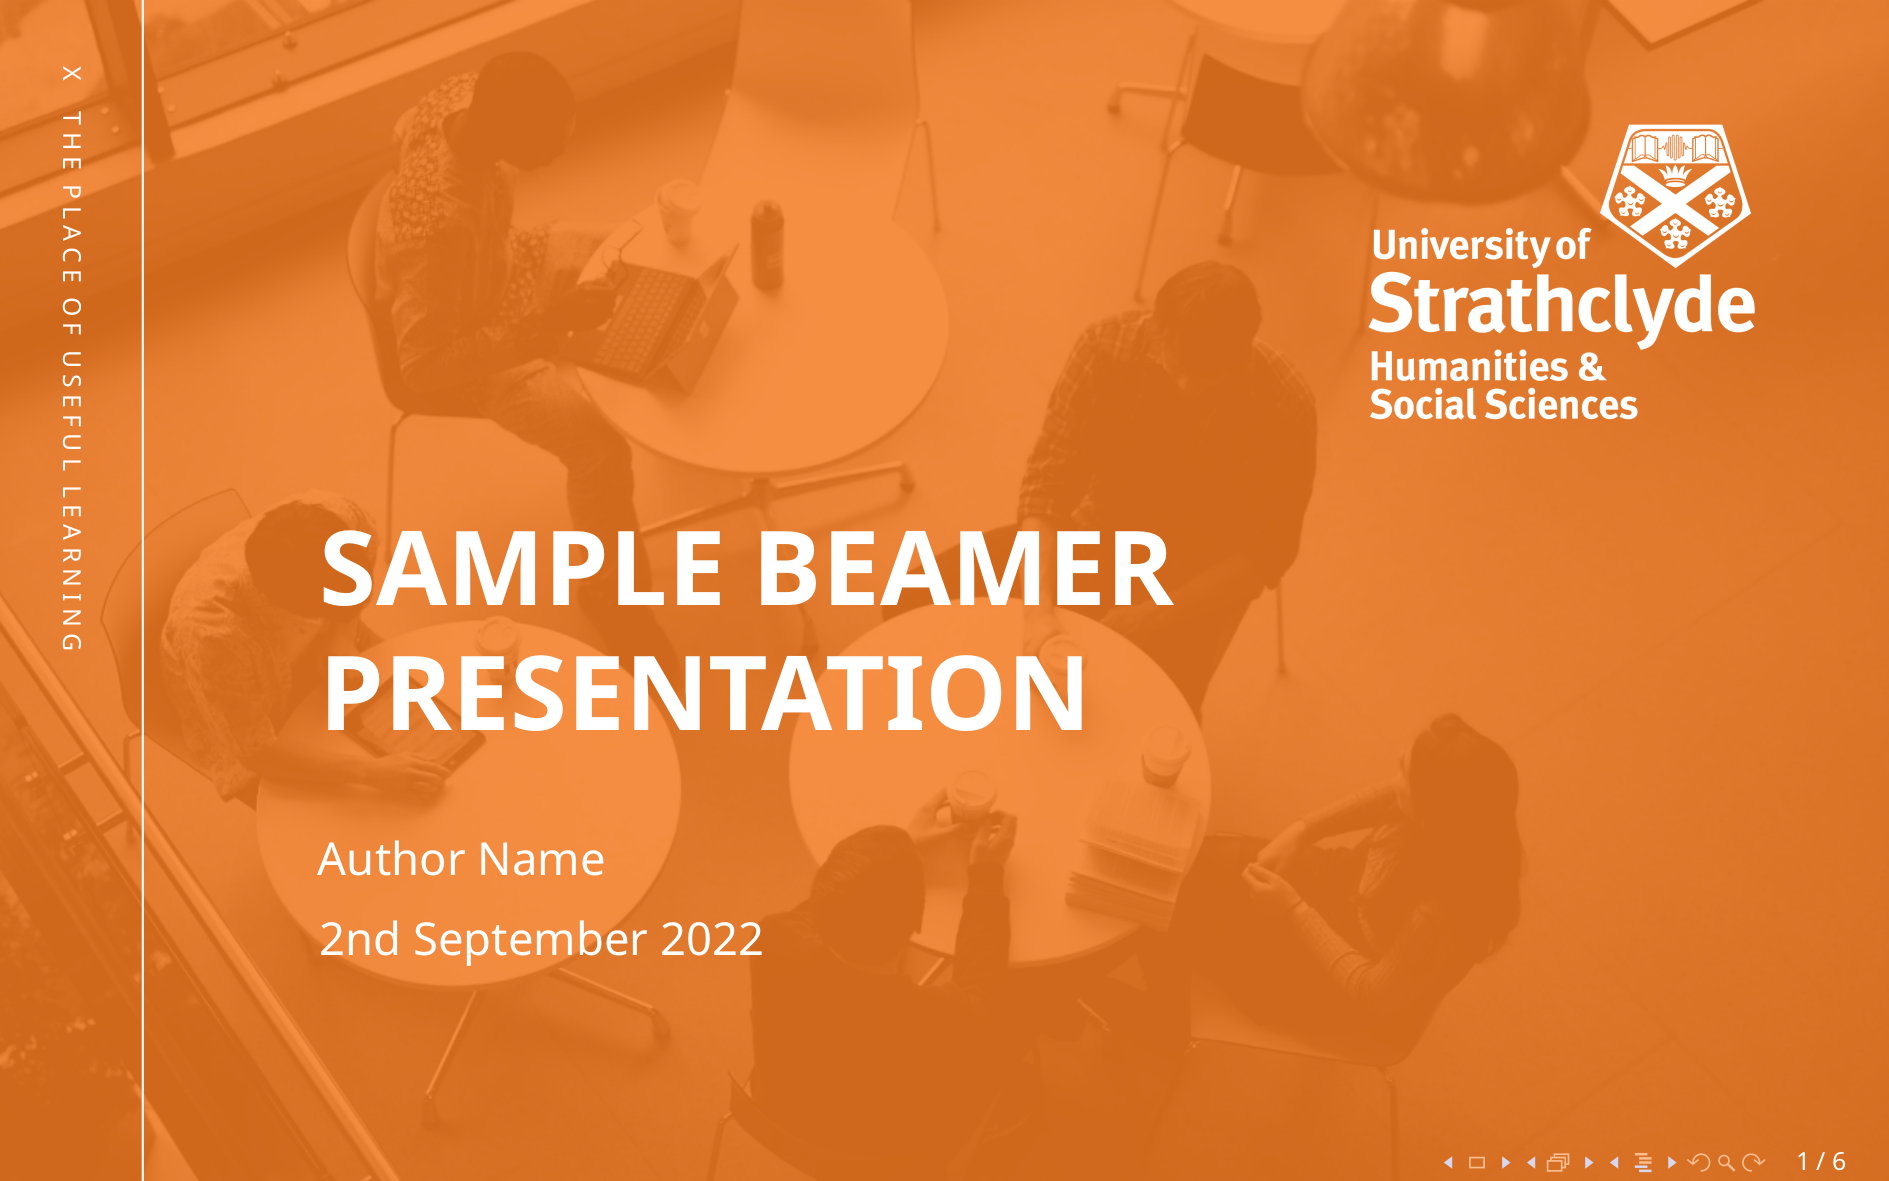 X THE PLACE OF USEFUL LEARNING
University of
Strathclyde
Humanities &
Social Sciences
SAMPLE BEAMER
PRESENTATION
Author Name
2nd September 2022
1 / 6